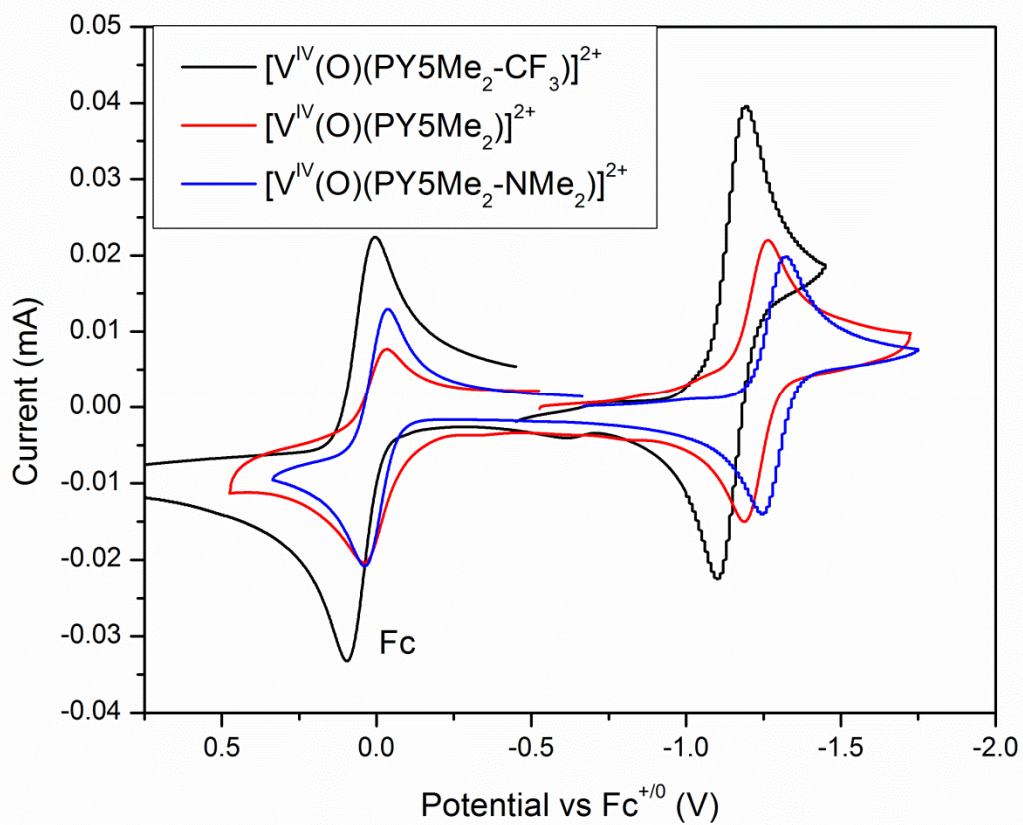 0.05
0.04
0.03
0.02
0.01
0.00
-0.01
-0.02
-0.03
-0.04
Current (mA)
[V^IV(O)(PY5Me₂-CF₃)]²⁺
[V^IV(O)(PY5Me₂)]²⁺
[V^IV(O)(PY5Me₂-NMe₂)]²⁺
Fc
0.5 0.0 -0.5 -1.0 -1.5 -2.0
Potential vs Fc⁺/⁰ (V)